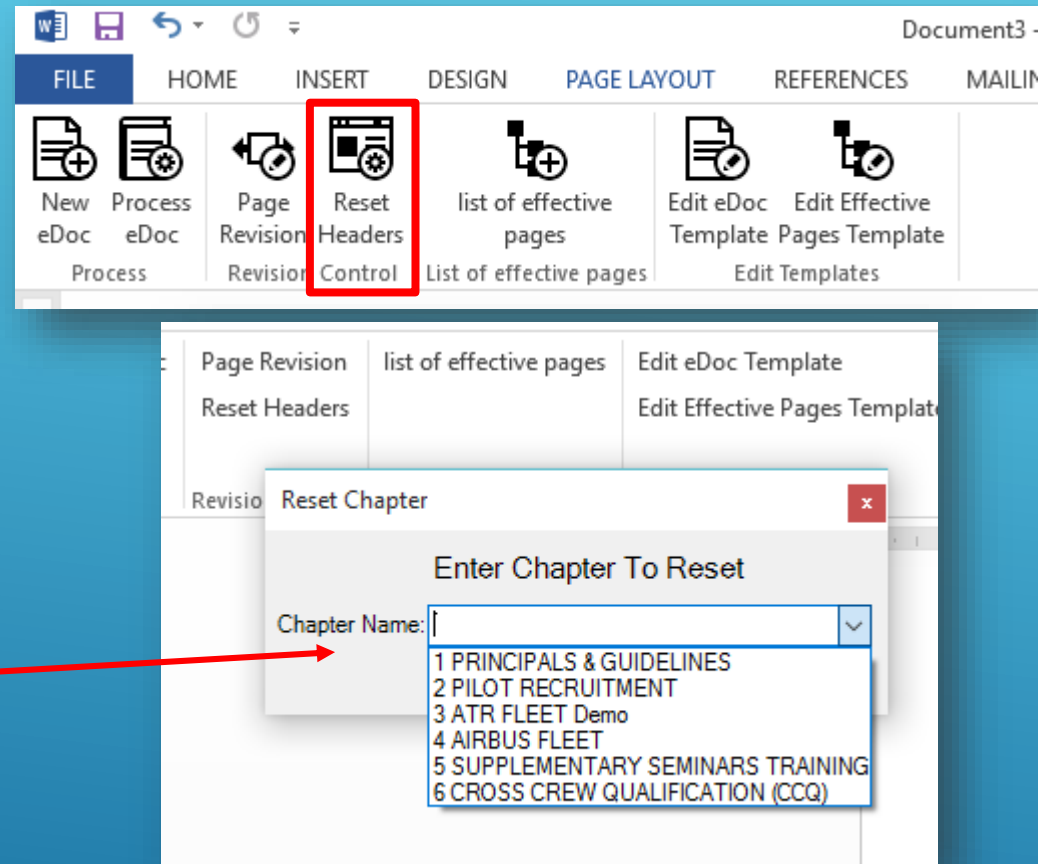 Document3 -
FILE HOME INSERT DESIGN PAGE LAYOUT REFERENCES MAILIN
New Process Page Reset list of effective Edit eDoc Edit Effective
eDoc eDoc Revision Headers pages Template Pages Template
Process Revision Control List of effective pages Edit Templates
Page Revision list of effective pages Edit eDoc Template
Reset Headers Edit Effective Pages Templat
Revisio
Reset Chapter x
Enter Chapter To Reset
Chapter Name:
1 PRINCIPALS & GUIDELINES
2 PILOT RECRUITMENT
3 ATR FLEET Demo
4 AIRBUS FLEET
5 SUPPLEMENTARY SEMINARS TRAINING
6 CROSS CREW QUALIFICATION (CCQ)